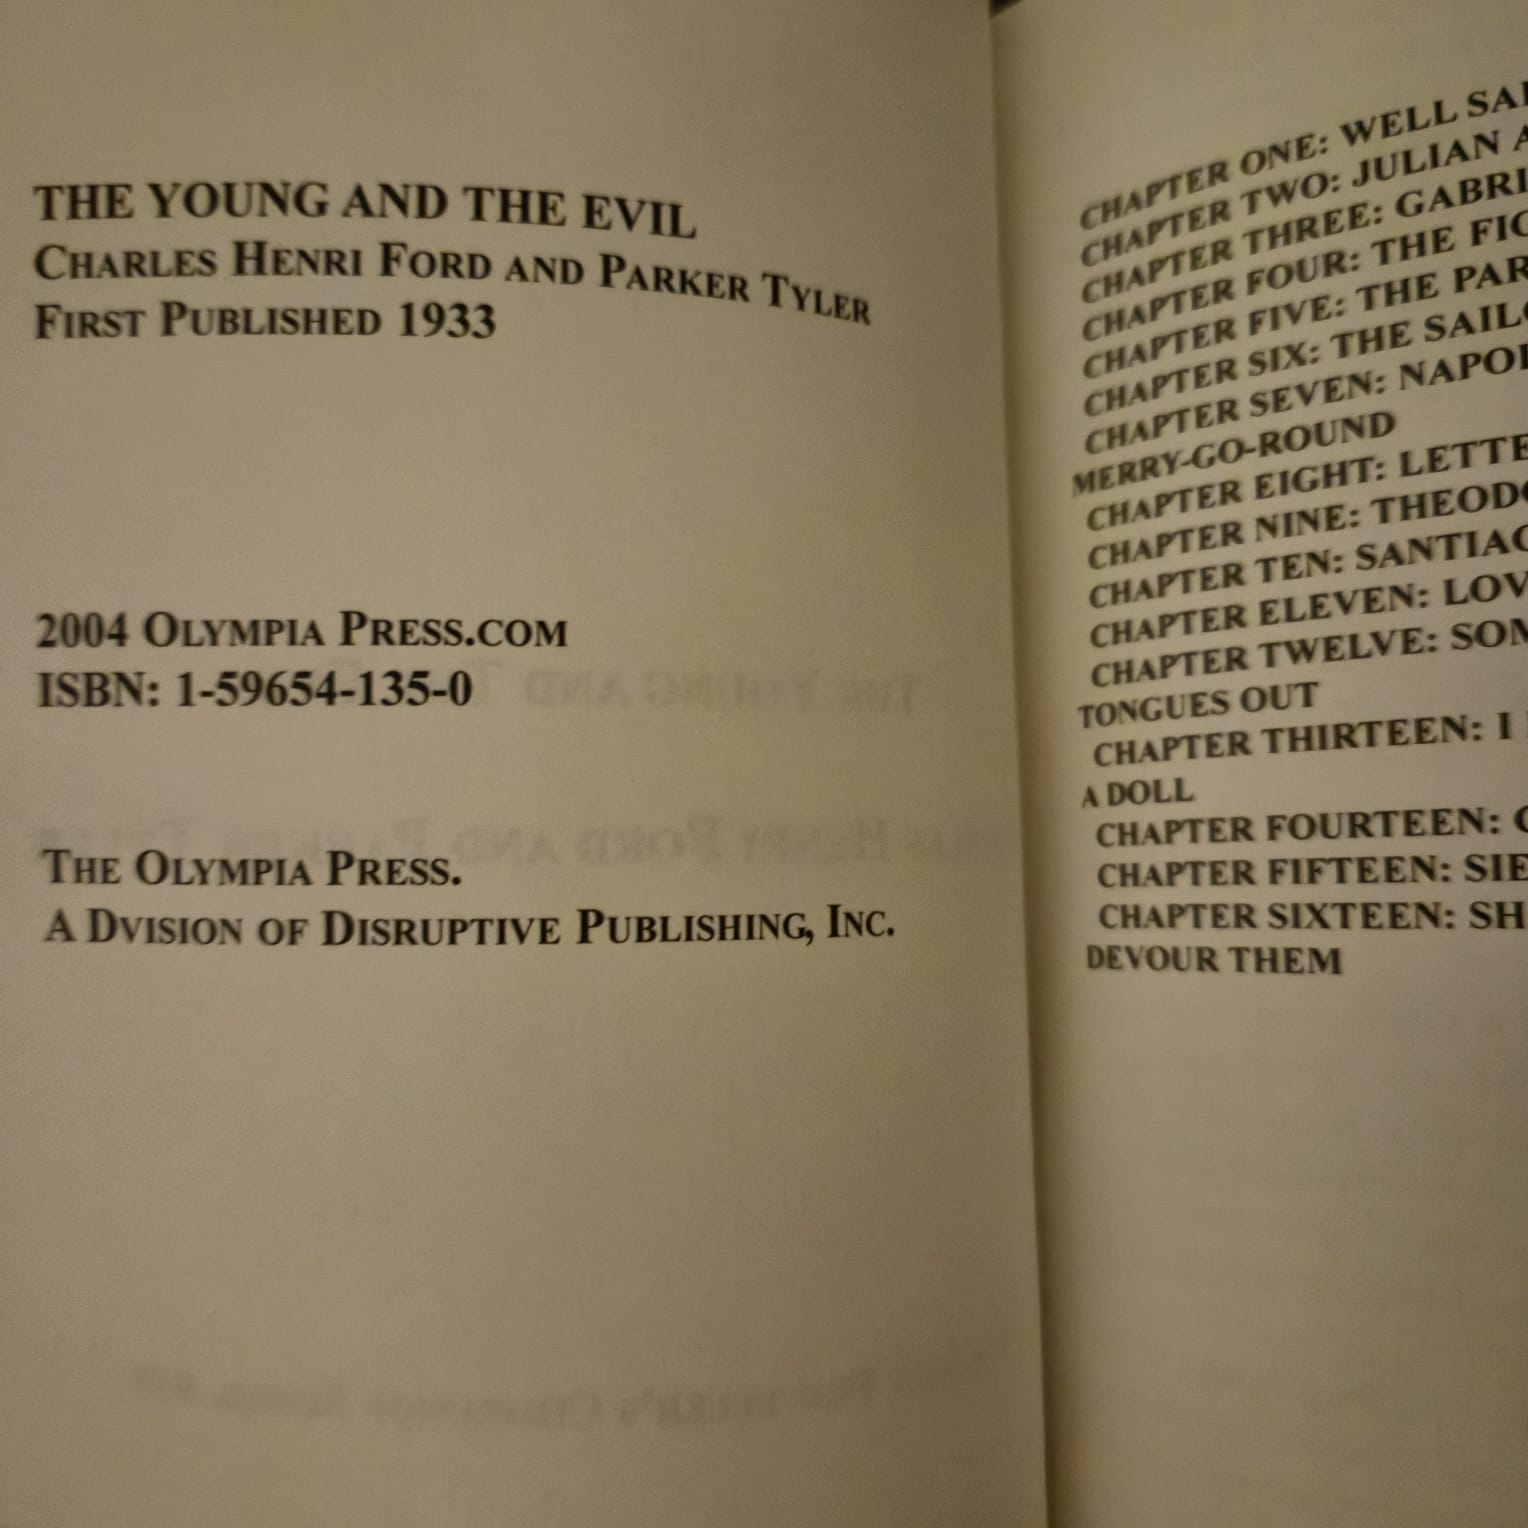 THE YOUNG AND THE EVIL
CHARLES HENRI FORD AND PARKER TYLER
FIRST PUBLISHED 1933
2004 OLYMPIA PRESS.COM
ISBN: 1-59654-135-0
THE OLYMPIA PRESS.
A DVISION OF DISRUPTIVE PUBLISHING, INC.
CHAPTER ONE: WELL
CHAPTER TWO: JULIAN
CHAPTER THREE:
CHAPTER FOUR: THE
CHAPTER FIVE: THE
CHAPTER SIX: THE
CHAPTER SEVEN:
MERRY-GO-ROUND
CHAPTER EIGHT:
CHAPTER NINE:
CHAPTER TEN:
CHAPTER ELEVEN:
CHAPTER TWELVE:
TONGUES OUT
CHAPTER THIRTEEN: I
A DOLL
CHAPTER FOURTEEN:
CHAPTER FIFTEEN:
CHAPTER SIXTEEN:
DEVOUR THEM